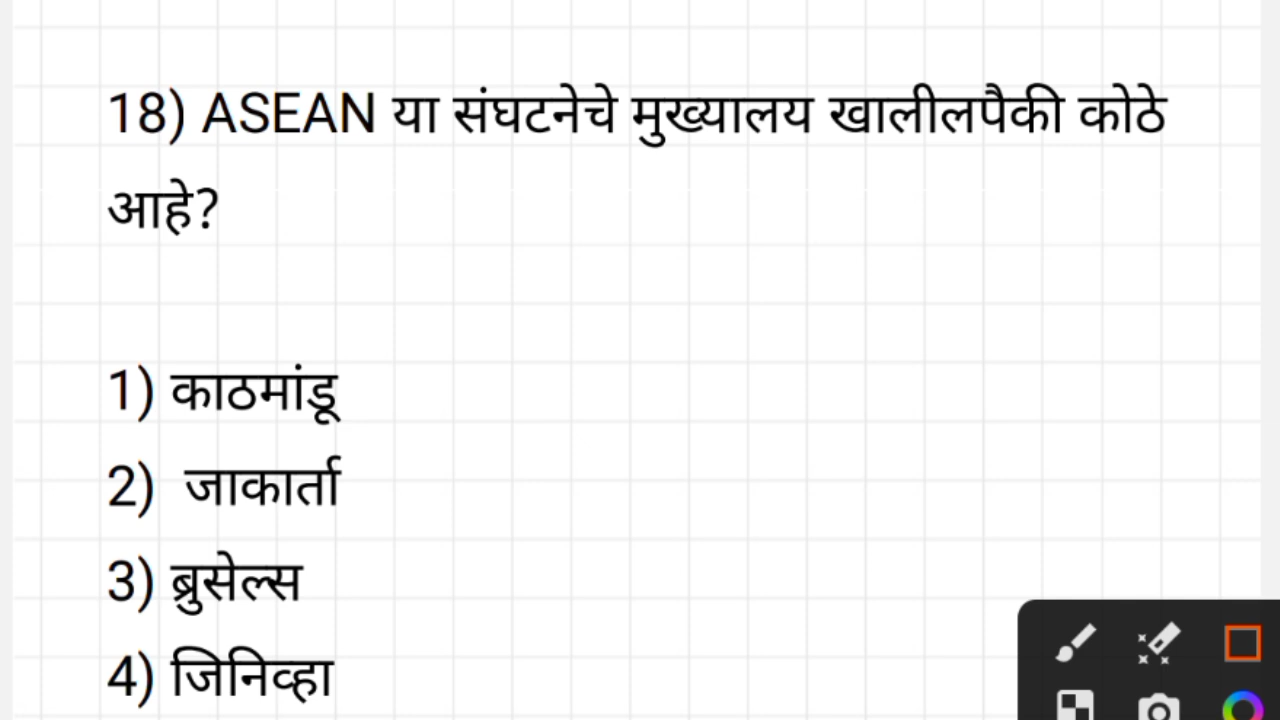 18) ASEAN या संघटनेचे मुख्यालय खालीलपैकी कोठे
आहे?
1) काठमांडू
2) जाकार्ता
3) ब्रुसेल्स
4) जिनिव्हा